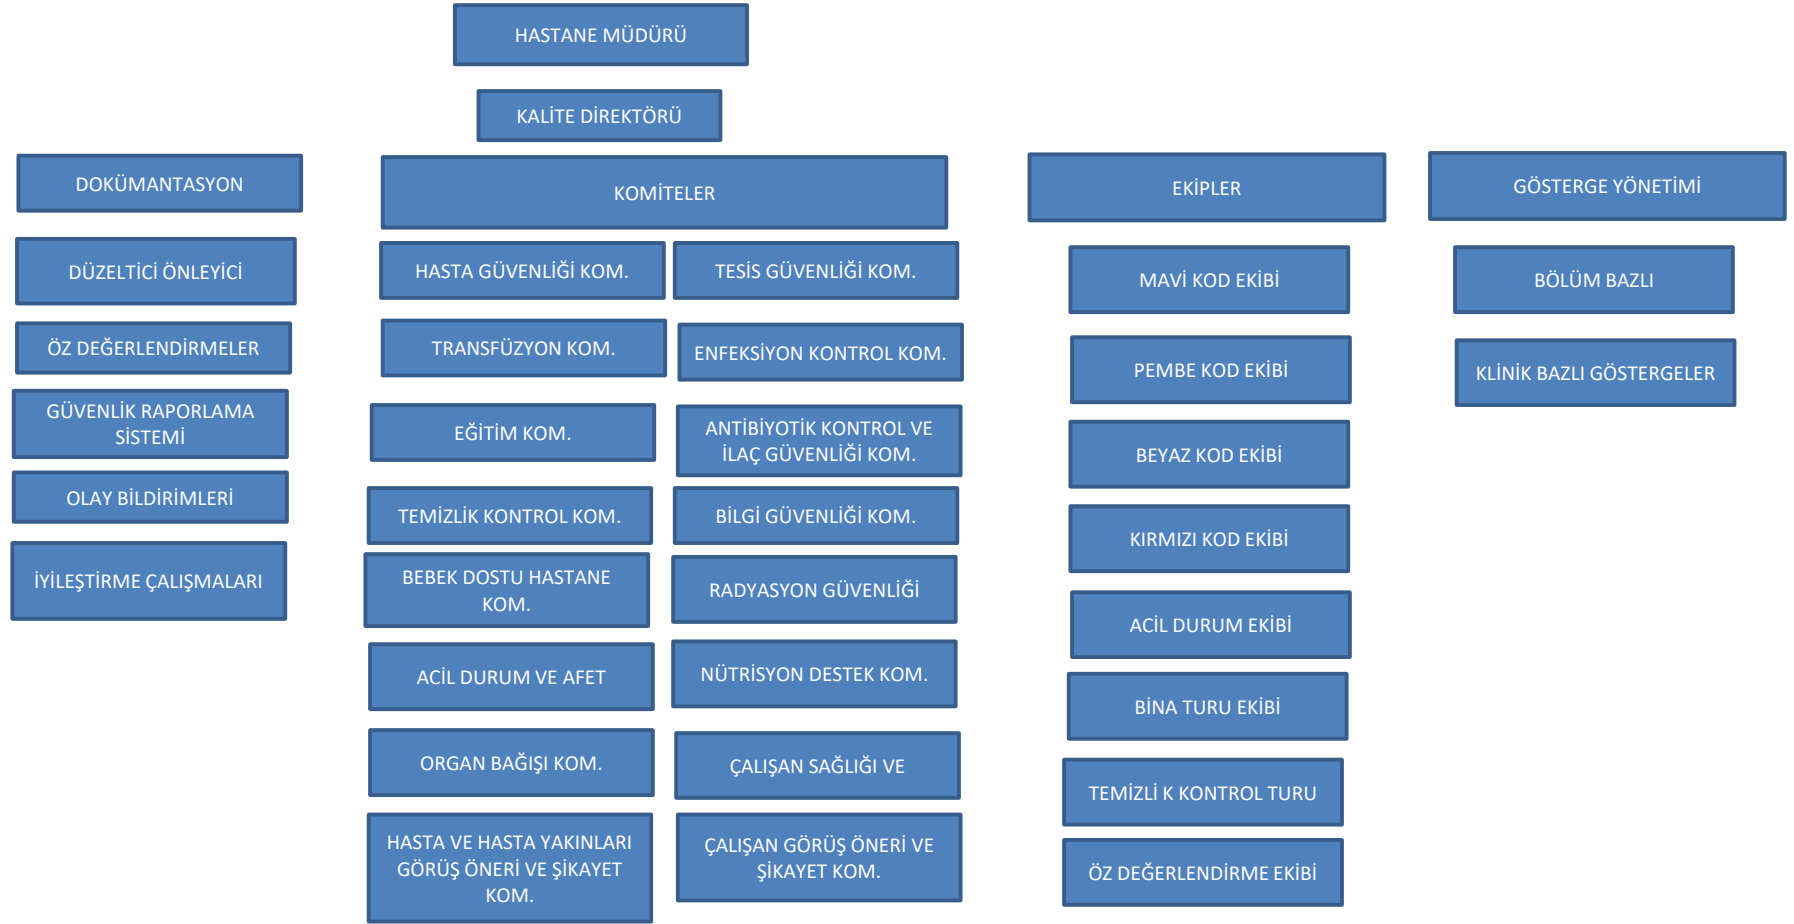 HASTANE MÜDÜRÜ
KALİTE DİREKTÖRÜ
DOKÜMANTASYON
DÜZELTİCİ ÖNLEYİCİ
ÖZ DEĞERLENDİRMELER
GÜVENLİK RAPORLAMA
SİSTEMİ
OLAY BİLDİRİMLERİ
İYİLEŞTİRME ÇALIŞMALARI
KOMİTELER
HASTA GÜVENLİĞİ KOM.
TESİS GÜVENLİĞİ KOM.
TRANSFÜZYON KOM.
ENFEKSİYON KONTROL KOM.
EĞİTİM KOM.
ANTİBİYOTİK KONTROL VE
İLAÇ GÜVENLİĞİ KOM.
TEMİZLİK KONTROL KOM.
BİLGİ GÜVENLİĞİ KOM.
BEBEK DOSTU HASTANE
KOM.
RADYASYON GÜVENLİĞİ
ACİL DURUM VE AFET
NÜTRİSYON DESTEK KOM.
ORGAN BAĞIŞI KOM.
ÇALIŞAN SAĞLIĞI VE
HASTA VE HASTA YAKINLARI
GÖRÜŞ ÖNERİ VE ŞİKAYET
KOM.
ÇALIŞAN GÖRÜŞ ÖNERİ VE
ŞİKAYET KOM.
EKİPLER
MAVİ KOD EKİBİ
PEMBE KOD EKİBİ
BEYAZ KOD EKİBİ
KIRMIZI KOD EKİBİ
ACİL DURUM EKİBİ
BİNA TURU EKİBİ
TEMİZLİ K KONTROL TURU
ÖZ DEĞERLENDİRME EKİBİ
GÖSTERGE YÖNETİMİ
BÖLÜM BAZLI
KLİNİK BAZLI GÖSTERGELER